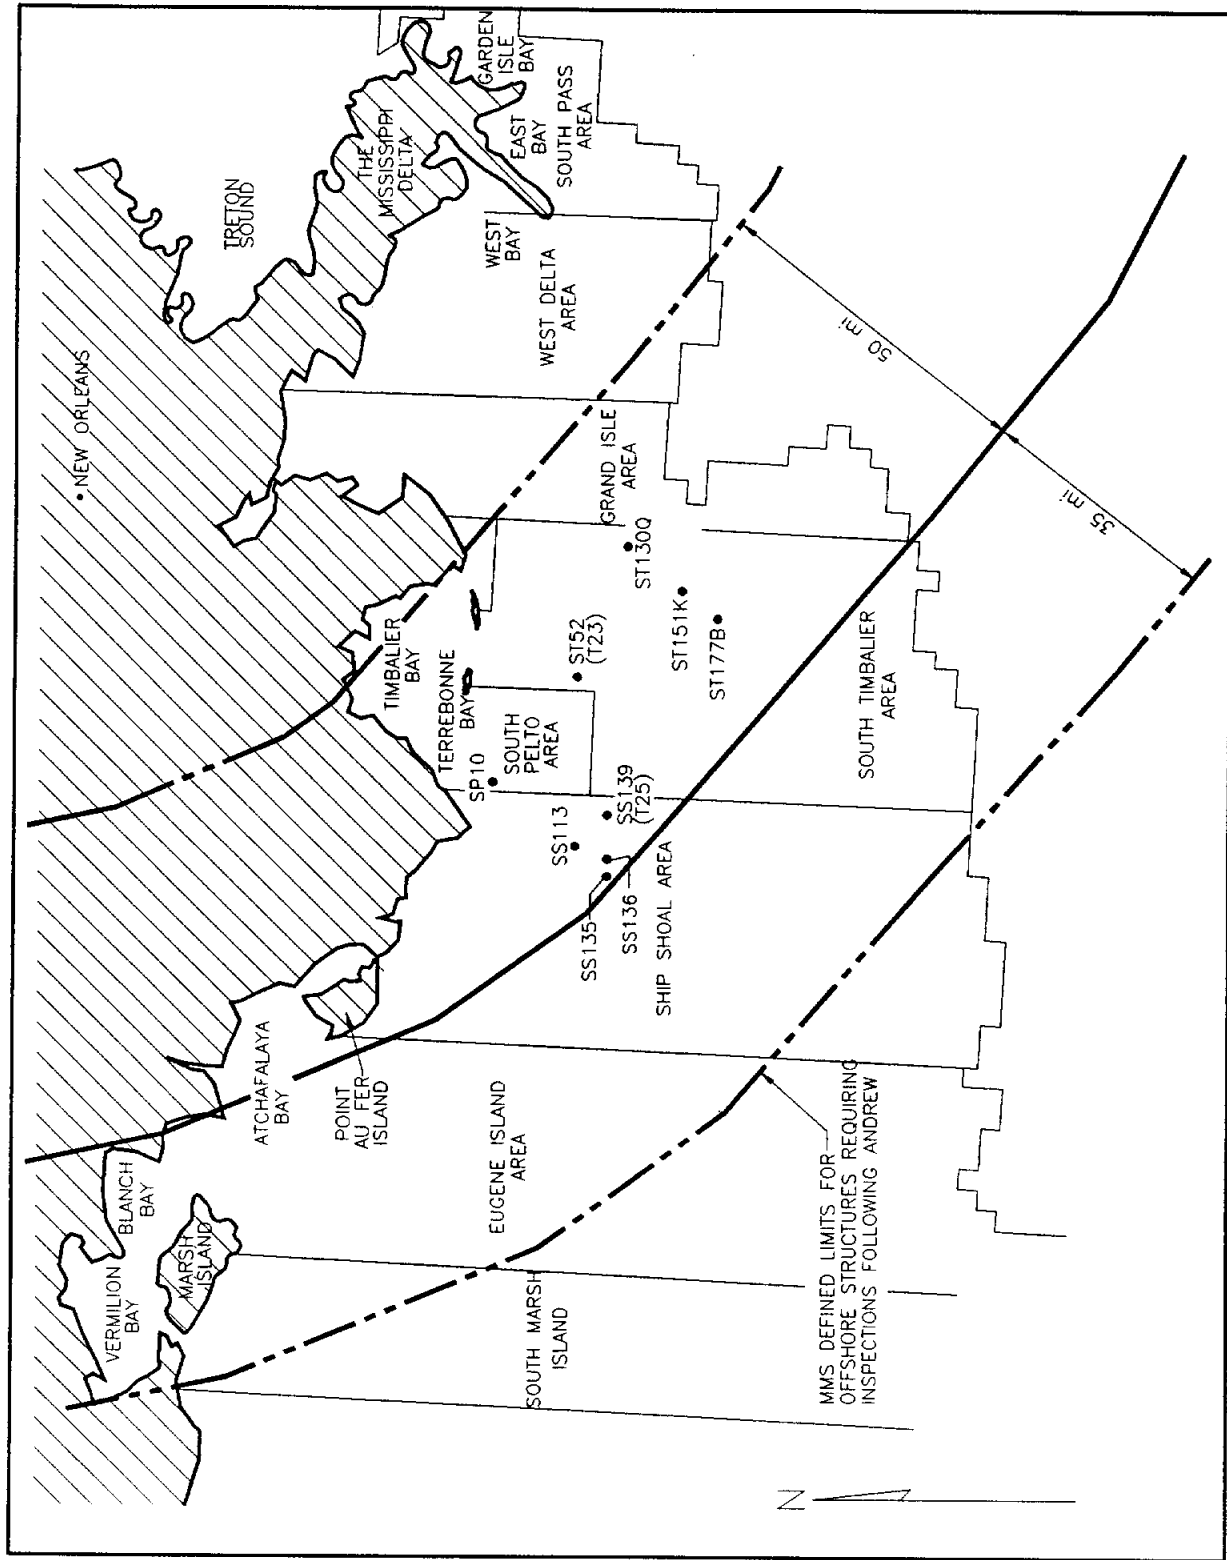 NEW ORLEANS
TRETON
SOUND
THE
MISSISSIPPI
DELTA
GARDEN
ISLE
BAY
EAST
BAY
SOUTH PASS
AREA
WEST
BAY
WEST DELTA
AREA
GRAND ISLE
AREA
50 mi
35 mi
TIMBALIER
BAY
TERREBONNE
BAY
SOUTH
PELTO
AREA
SP10
ST52
(T23)
ST130Q
ST151K
ST177B
SOUTH TIMBALIER
AREA
SS113
SS139
(T25)
SS135
SS136
SHIP SHOAL AREA
ATCHAFALAYA
BAY
POINT
AU FER
ISLAND
EUGENE ISLAND
AREA
BLANCH
BAY
MARSH
ISLAND
VERMILION
BAY
SOUTH MARSH
ISLAND
MMS DEFINED LIMITS FOR
OFFSHORE STRUCTURES REQUIRING
INSPECTIONS FOLLOWING ANDREW
N